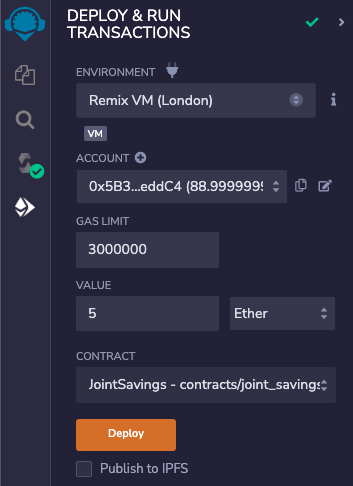 DEPLOY & RUN
TRANSACTIONS
ENVIRONMENT
Remix VM (London)
VM
ACCOUNT
0x5B3...eddC4 (88.9999999
GAS LIMIT
3000000
VALUE
5
Ether
CONTRACT
JointSavings - contracts/joint_savings
Deploy
Publish to IPFS